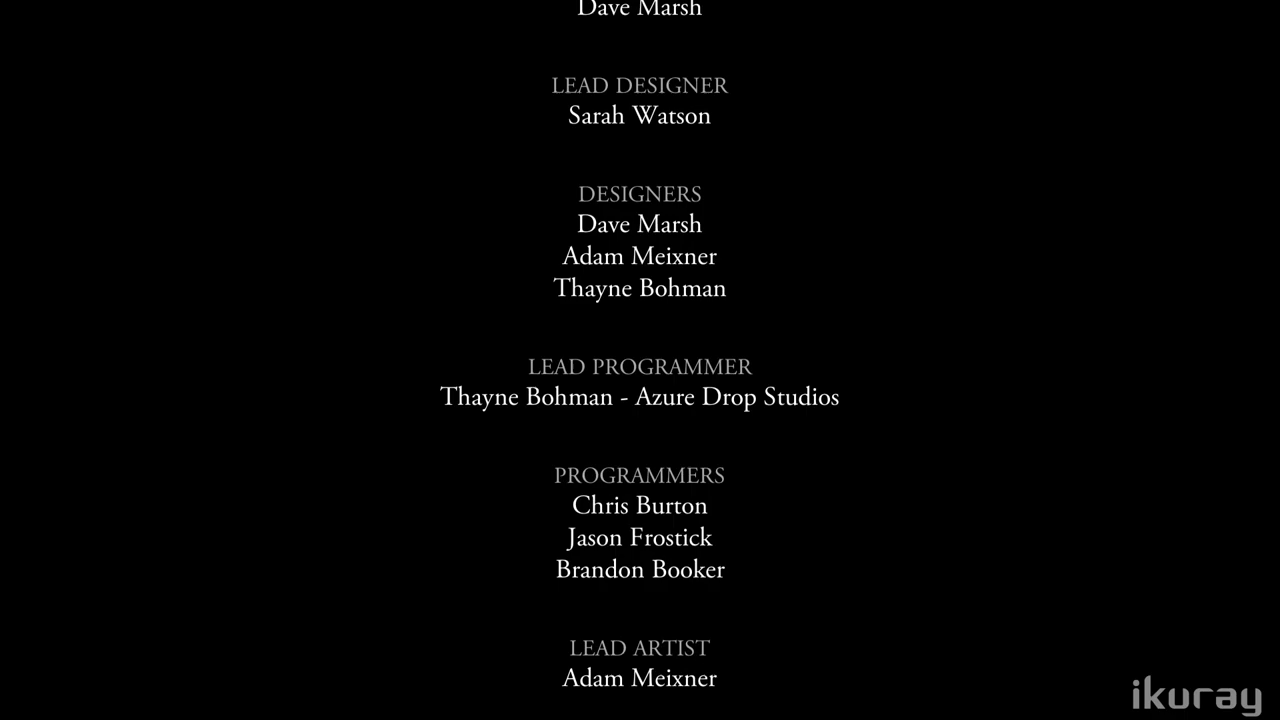 Dave Marsh
LEAD DESIGNER
Sarah Watson
DESIGNERS
Dave Marsh
Adam Meixner
Thayne Bohman
LEAD PROGRAMMER
Thayne Bohman - Azure Drop Studios
PROGRAMMERS
Chris Burton
Jason Frostick
Brandon Booker
LEAD ARTIST
Adam Meixner
ikuray